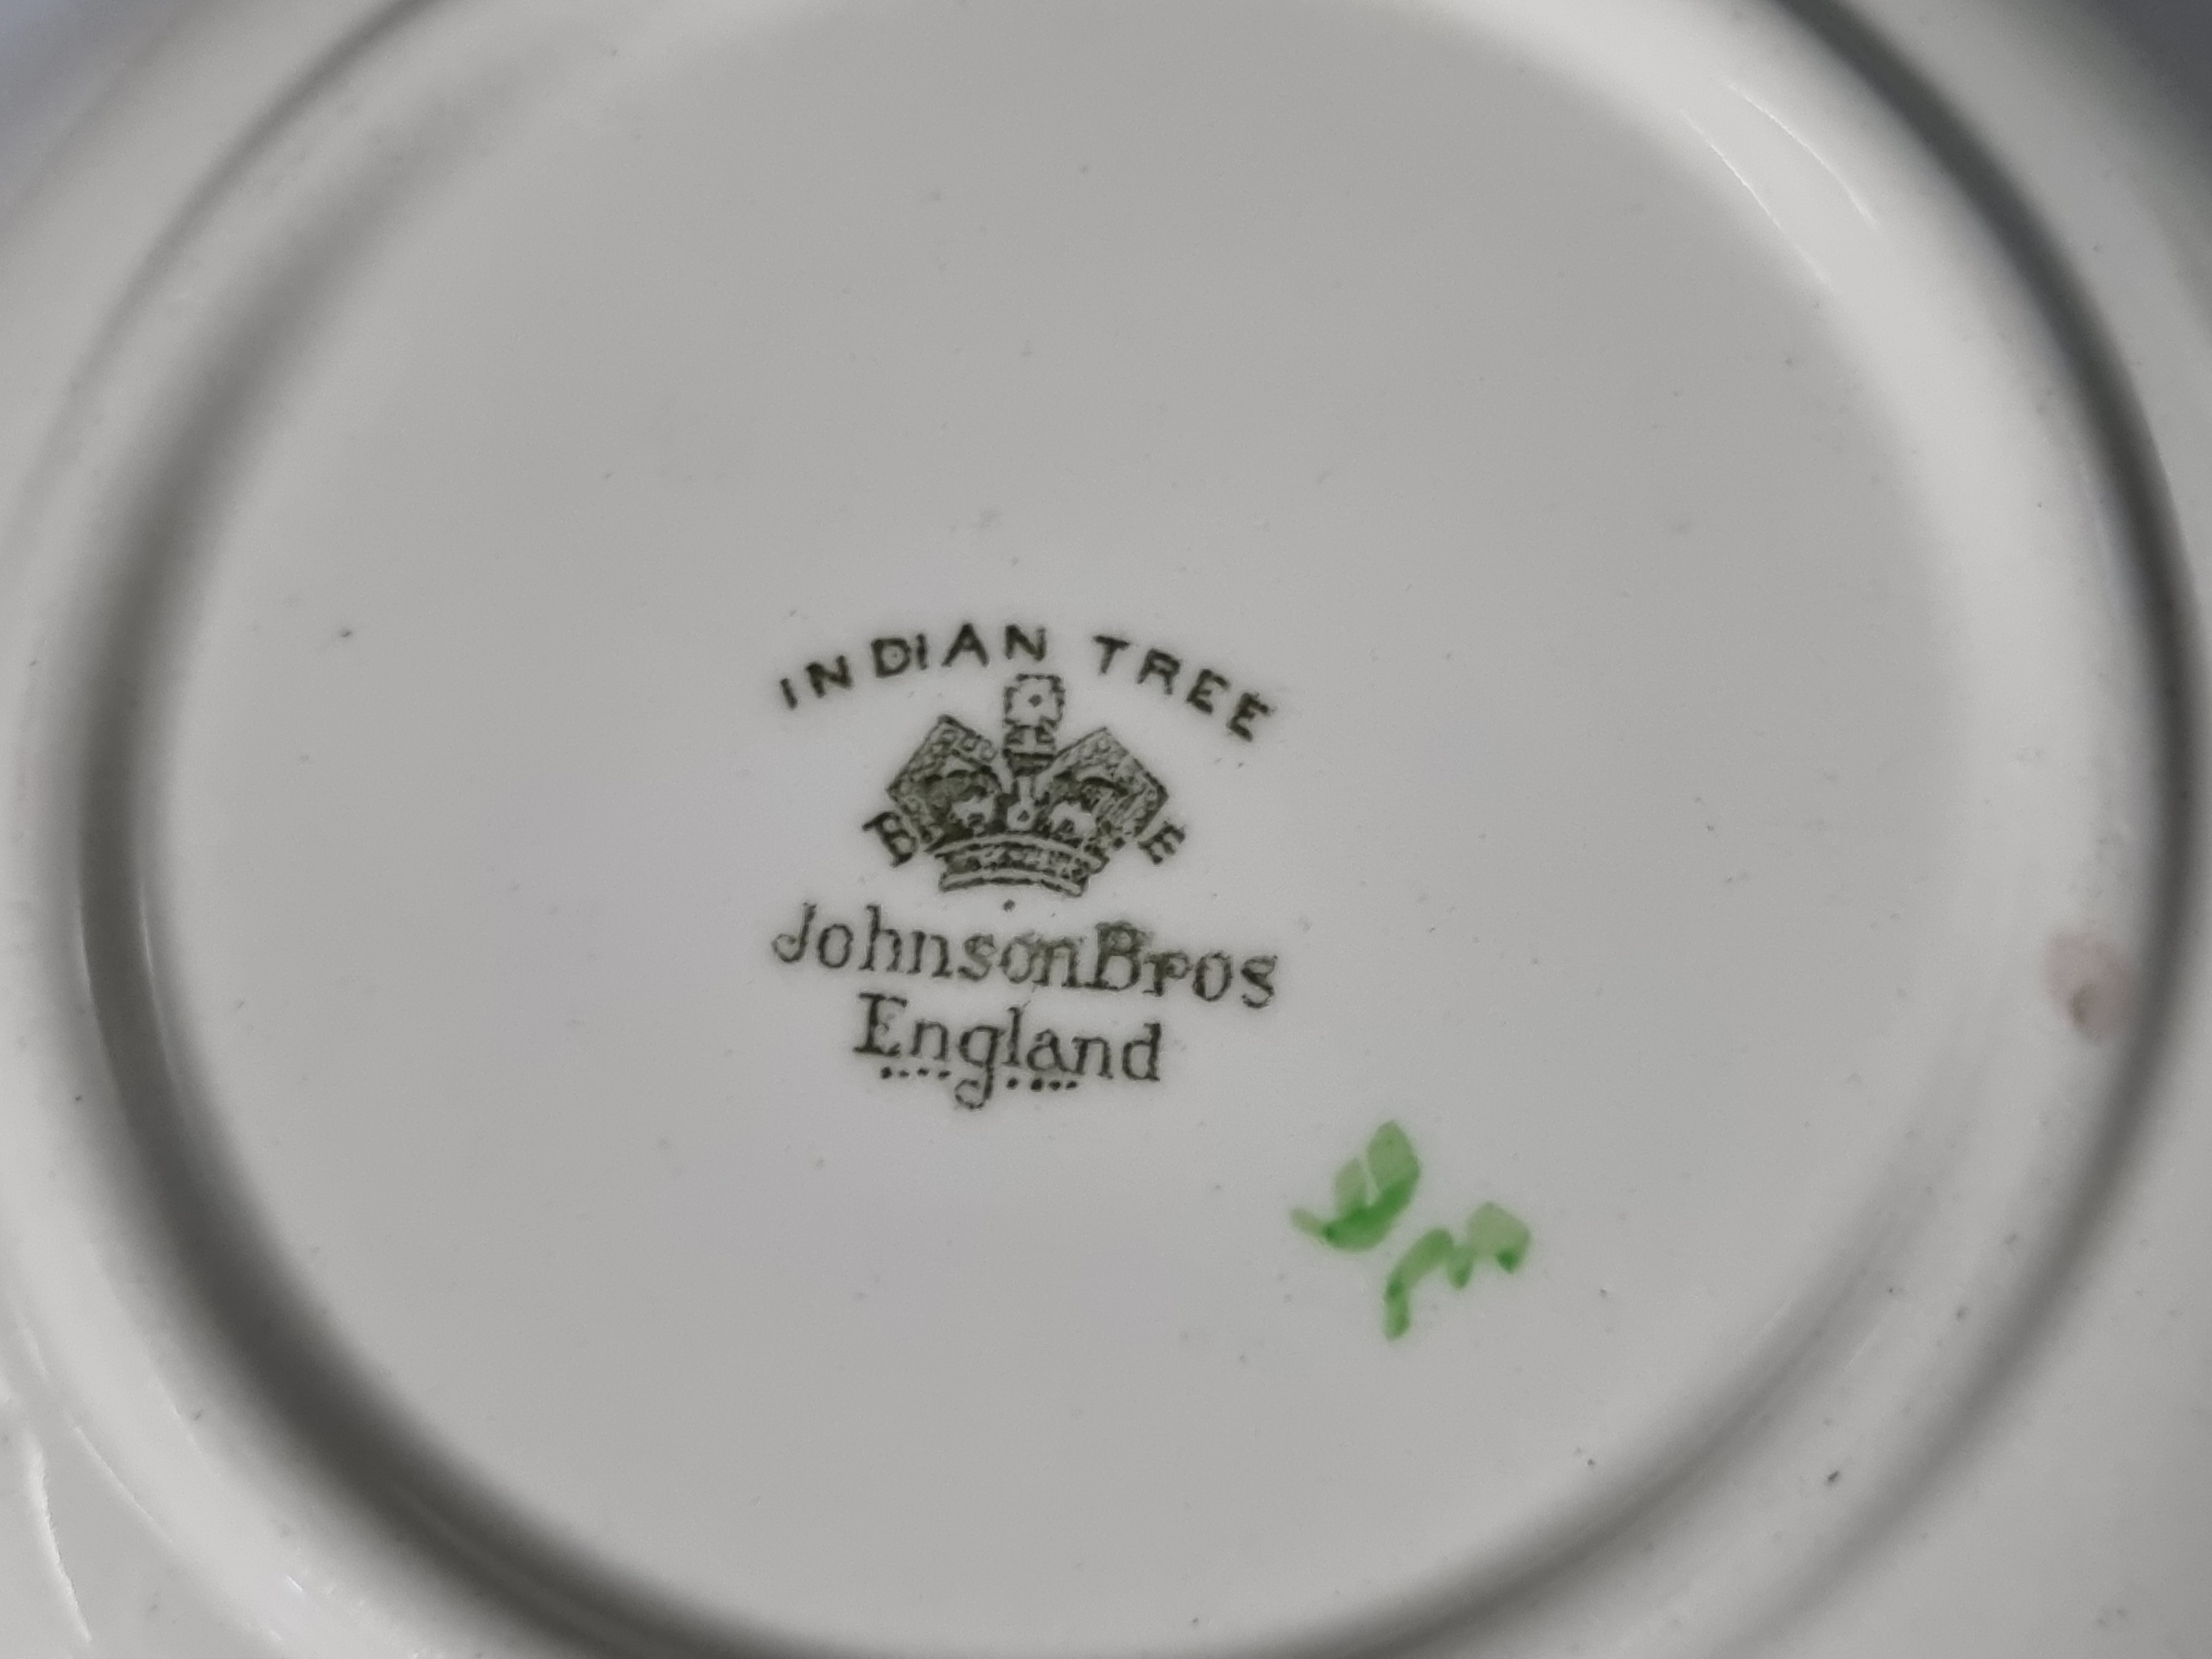 INDIAN TREE
B E
JohnsonBros
England